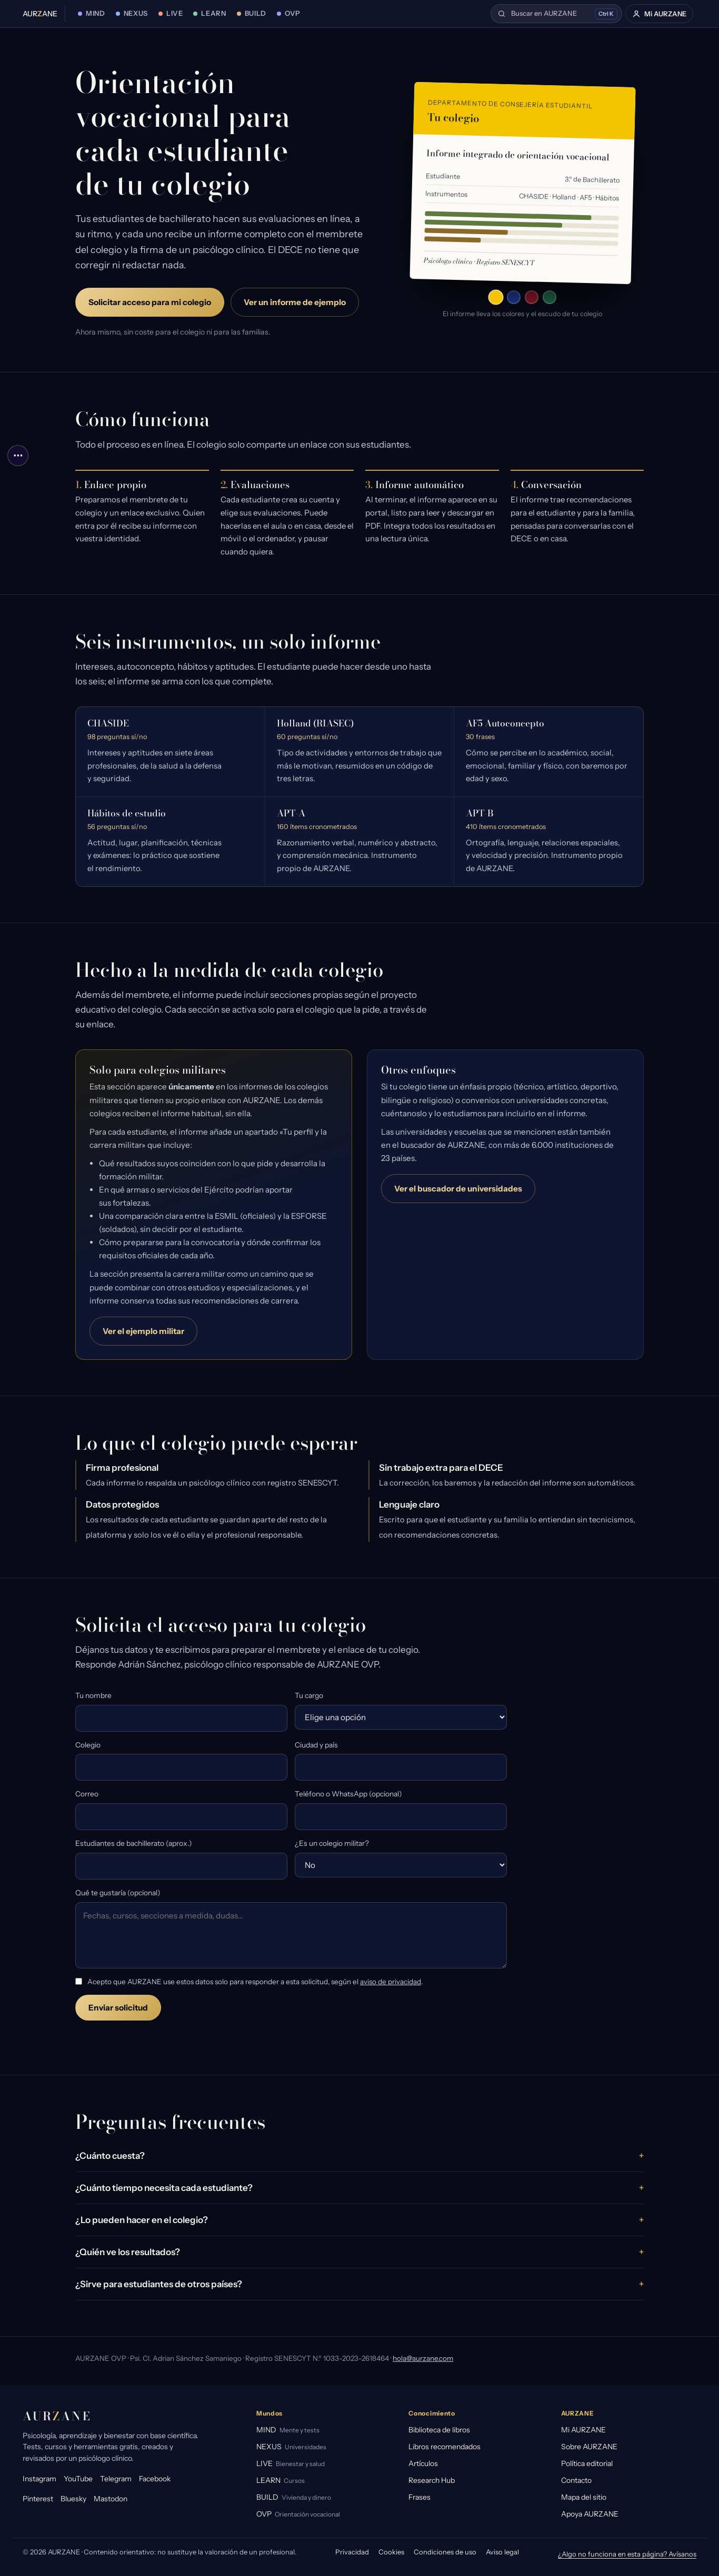 AURZANE
MIND
NEXUS
LIVE
LEARN
BUILD
OVP
Buscar en AURZANE
Ctrl K
Mi AURZANE
Orientación
vocacional para
cada estudiante
de tu colegio
Tus estudiantes de bachillerato hacen sus evaluaciones en línea, a
su ritmo, y cada uno recibe un informe completo con el membrete
del colegio y la firma de un psicólogo clínico. El DECE no tiene que
corregir ni redactar nada.
Solicitar acceso para mi colegio
Ver un informe de ejemplo
Ahora mismo, sin coste para el colegio ni para las familias.
DEPARTAMENTO DE CONSEJERÍA ESTUDIANTIL
Tu colegio
Informe integrado de orientación vocacional
Estudiante
3.º de Bachillerato
Instrumentos
CHASIDE · Holland · AF5 · Hábitos
Psicólogo clínico · Registro SENESCYT
El informe lleva los colores y el escudo de tu colegio
Cómo funciona
Todo el proceso es en línea. El colegio solo comparte un enlace con sus estudiantes.
1. Enlace propio
Preparamos el membrete de tu
colegio y un enlace exclusivo. Quien
entra por él recibe su informe con
vuestra identidad.
2. Evaluaciones
Cada estudiante crea su cuenta y
elige sus evaluaciones. Puede
hacerlas en el aula o en casa, desde el
móvil o el ordenador, y pausar
cuando quiera.
3. Informe automático
Al terminar, el informe aparece en su
portal, listo para leer y descargar en
PDF. Integra todos los resultados en
una lectura única.
4. Conversación
El informe trae recomendaciones
para el estudiante y para la familia,
pensadas para conversarlas con el
DECE o en casa.
Seis instrumentos, un solo informe
Intereses, autoconcepto, hábitos y aptitudes. El estudiante puede hacer desde uno hasta
los seis; el informe se arma con los que complete.
CHASIDE
98 preguntas sí/no
Intereses y aptitudes en siete áreas
profesionales, de la salud a la defensa
y seguridad.
Holland (RIASEC)
60 preguntas sí/no
Tipo de actividades y entornos de trabajo que
más le motivan, resumidos en un código de
tres letras.
AF5 Autoconcepto
30 frases
Cómo se percibe en lo académico, social,
emocional, familiar y físico, con baremos por
edad y sexo.
Hábitos de estudio
56 preguntas sí/no
Actitud, lugar, planificación, técnicas
y exámenes: lo práctico que sostiene
el rendimiento.
APT-A
160 ítems cronometrados
Razonamiento verbal, numérico y abstracto,
y comprensión mecánica. Instrumento
propio de AURZANE.
APT-B
410 ítems cronometrados
Ortografía, lenguaje, relaciones espaciales,
y velocidad y precisión. Instrumento propio
de AURZANE.
Hecho a la medida de cada colegio
Además del membrete, el informe puede incluir secciones propias según el proyecto
educativo del colegio. Cada sección se activa solo para el colegio que la pide, a través de
su enlace.
Solo para colegios militares
Esta sección aparece únicamente en los informes de los colegios
militares que tienen su propio enlace con AURZANE. Los demás
colegios reciben el informe habitual, sin ella.
Para cada estudiante, el informe añade un apartado «Tu perfil y la
carrera militar» que incluye:
• Qué resultados suyos coinciden con lo que pide y desarrolla la
formación militar.
• En qué armas o servicios del Ejército podrían aportar
sus fortalezas.
• Una comparación clara entre la ESMIL (oficiales) y la ESFORSE
(soldados), sin decidir por el estudiante.
• Cómo prepararse para la convocatoria y dónde confirmar los
requisitos oficiales de cada año.
La sección presenta la carrera militar como un camino que se
puede combinar con otros estudios y especializaciones, y el
informe conserva todas sus recomendaciones de carrera.
Ver el ejemplo militar
Otros enfoques
Si tu colegio tiene un énfasis propio (técnico, artístico, deportivo,
bilingüe o religioso) o convenios con universidades concretas,
cuéntanoslo y lo estudiamos para incluirlo en el informe.
Las universidades y escuelas que se mencionen están también
en el buscador de AURZANE, con más de 6.000 instituciones de
23 países.
Ver el buscador de universidades
Lo que el colegio puede esperar
Firma profesional
Cada informe lo respalda un psicólogo clínico con registro SENESCYT.
Sin trabajo extra para el DECE
La corrección, los baremos y la redacción del informe son automáticos.
Datos protegidos
Los resultados de cada estudiante se guardan aparte del resto de la
plataforma y solo los ve él o ella y el profesional responsable.
Lenguaje claro
Escrito para que el estudiante y su familia lo entiendan sin tecnicismos,
con recomendaciones concretas.
Solicita el acceso para tu colegio
Déjanos tus datos y te escribimos para preparar el membrete y el enlace de tu colegio.
Responde Adrián Sánchez, psicólogo clínico responsable de AURZANE OVP.
Tu nombre
Tu cargo
Elige una opción
Colegio
Ciudad y país
Correo
Teléfono o WhatsApp (opcional)
Estudiantes de bachillerato (aprox.)
¿Es un colegio militar?
No
Qué te gustaría (opcional)
Fechas, cursos, secciones a medida, dudas...
Acepto que AURZANE use estos datos solo para responder a esta solicitud, según el aviso de privacidad.
Enviar solicitud
Preguntas frecuentes
¿Cuánto cuesta?
+
¿Cuánto tiempo necesita cada estudiante?
+
¿Lo pueden hacer en el colegio?
+
¿Quién ve los resultados?
+
¿Sirve para estudiantes de otros países?
+
AURZANE OVP · Psi. Cl. Adrian Sánchez Samaniego · Registro SENESCYT N.º 1033-2023-2618464 · hola@aurzane.com
AURZANE
Psicología, aprendizaje y bienestar con base científica.
Tests, cursos y herramientas gratis, creados y
revisados por un psicólogo clínico.
Instagram YouTube Telegram Facebook
Pinterest Bluesky Mastodon
Mundos
MIND Mente y tests
NEXUS Universidades
LIVE Bienestar y salud
LEARN Cursos
BUILD Vivienda y dinero
OVP Orientación vocacional
Conocimiento
Biblioteca de libros
Libros recomendados
Artículos
Research Hub
Frases
AURZANE
Mi AURZANE
Sobre AURZANE
Política editorial
Contacto
Mapa del sitio
Apoya AURZANE
© 2026 AURZANE · Contenido orientativo: no sustituye la valoración de un profesional.
Privacidad
Cookies
Condiciones de uso
Aviso legal
¿Algo no funciona en esta página? Avísanos